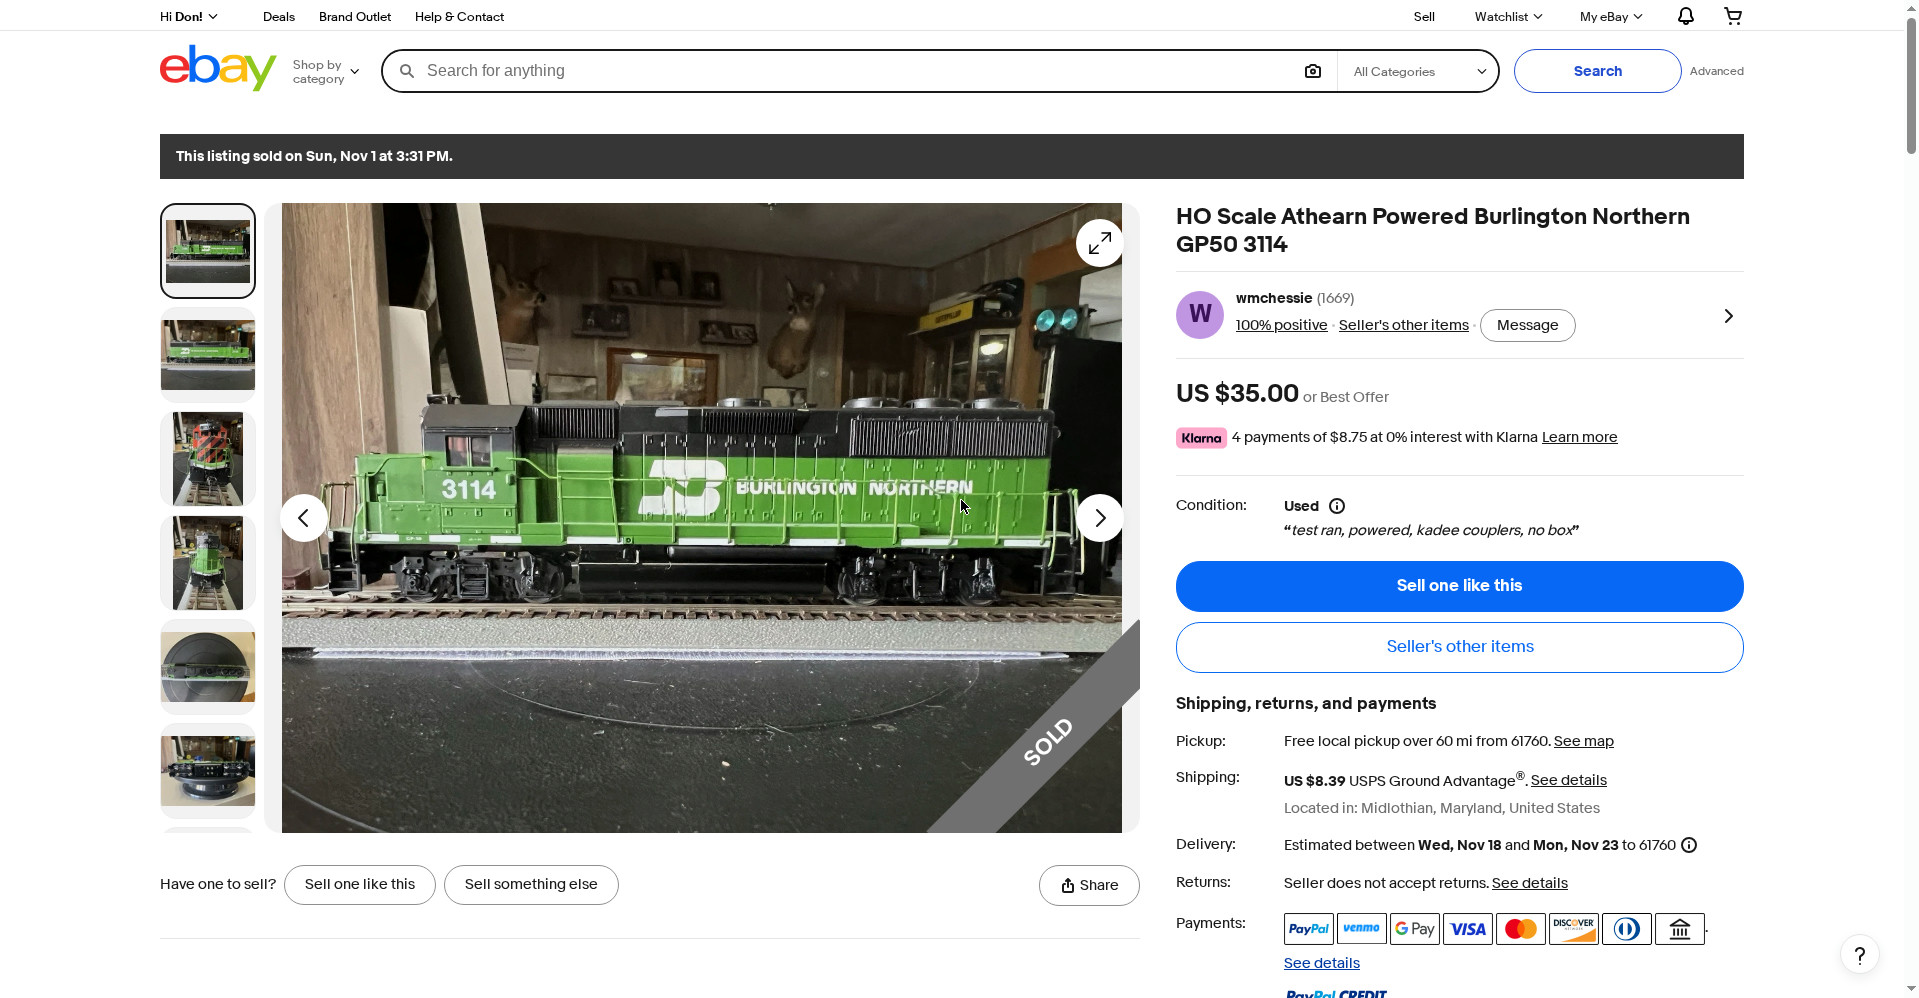 Hi Don!
Deals
Brand Outlet
Help & Contact
Sell
Watchlist
My eBay
ebay
Shop by category
Search for anything
All Categories
Search
Advanced
This listing sold on Sun, Nov 1 at 3:31 PM.
3114
BURLINGTON NORTHERN
SOLD
HO Scale Athearn Powered Burlington Northern
GP50 3114
W
wmchessie (1669)
100% positive · Seller's other items · Message
US $35.00 or Best Offer
Klarna 4 payments of $8.75 at 0% interest with Klarna Learn more
Condition: Used
“test ran, powered, kadee couplers, no box”
Sell one like this
Seller's other items
Shipping, returns, and payments
Pickup: Free local pickup over 60 mi from 61760. See map
Shipping: US $8.39 USPS Ground Advantage®. See details
Located in: Midlothian, Maryland, United States
Delivery: Estimated between Wed, Nov 18 and Mon, Nov 23 to 61760
Returns: Seller does not accept returns. See details
Payments: PayPal venmo G Pay VISA DISCOVER
See details
PayPal CREDIT
Have one to sell? Sell one like this Sell something else
Share
?